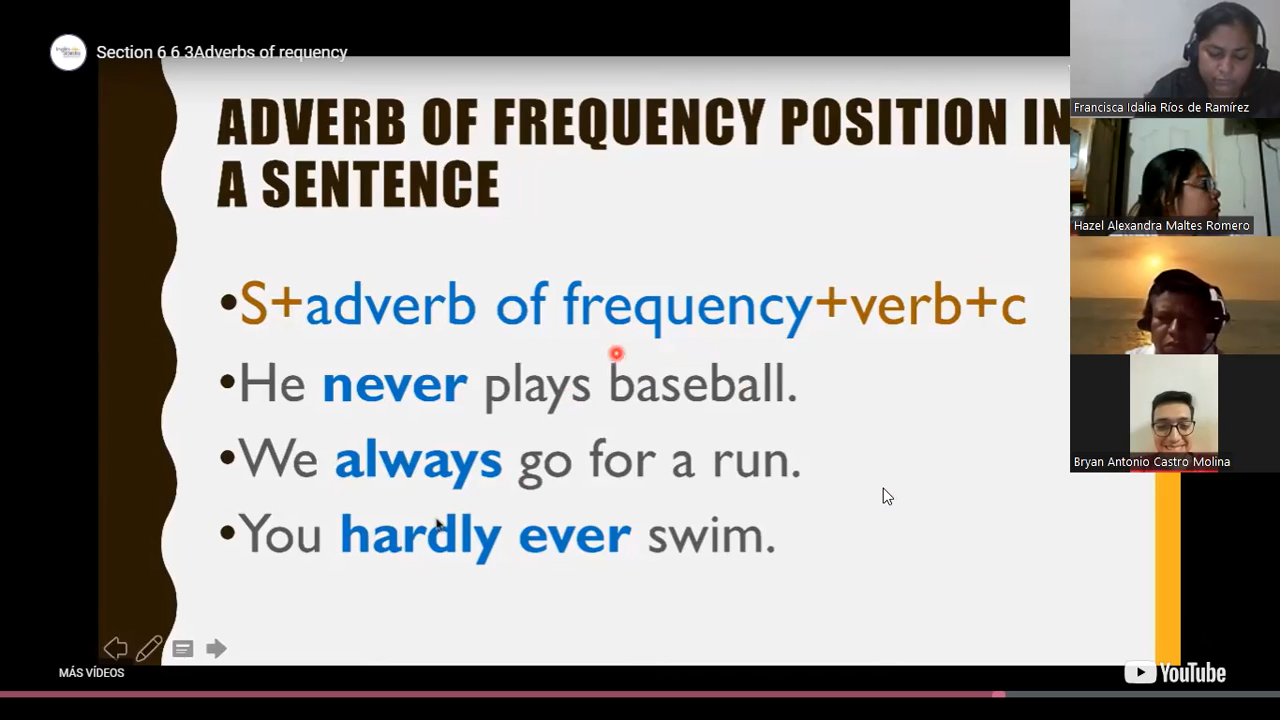 Section 6 6 3Adverbs of requency
ADVERB OF FREQUENCY POSITION IN
A SENTENCE
•S+adverb of frequency+verb+c
•He never plays baseball.
•We always go for a run.
•You hardly ever swim.
MÁS VÍDEOS
YouTube
Francisca Idalia Ríos de Ramírez
Hazel Alexandra Maltes Romero
Bryan Antonio Castro Molina